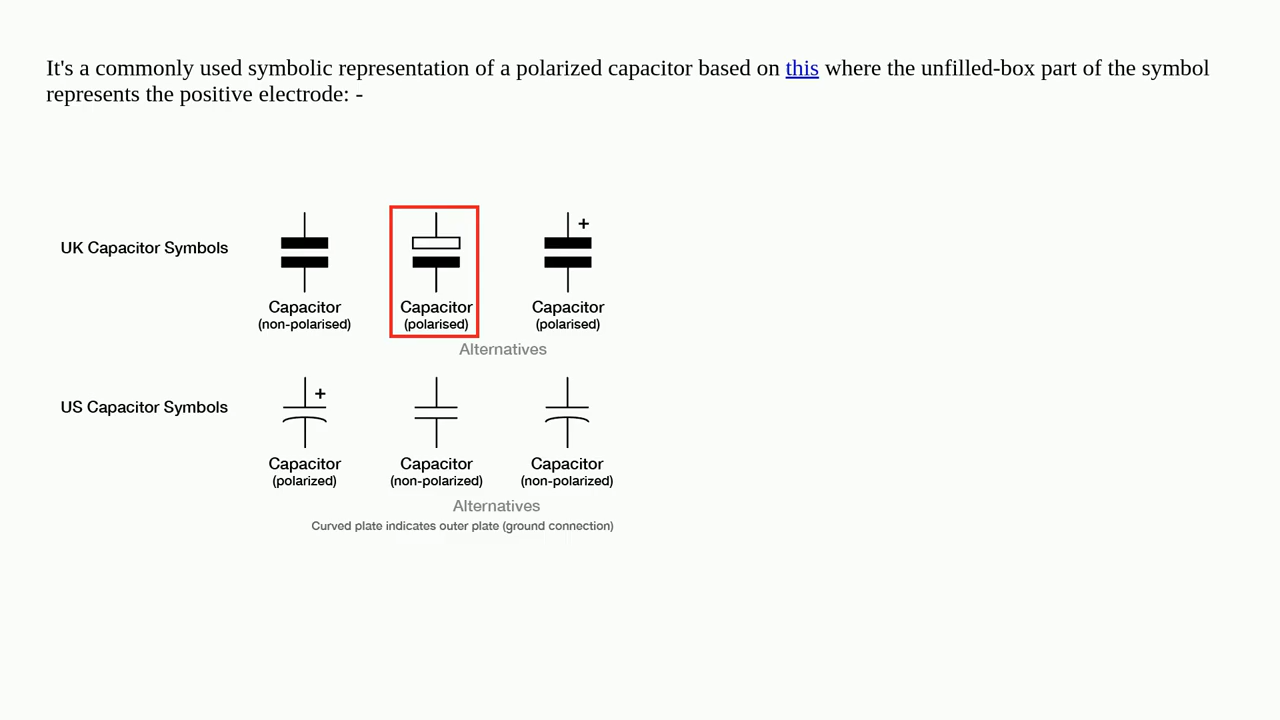 It's a commonly used symbolic representation of a polarized capacitor based on this where the unfilled-box part of the symbol
represents the positive electrode: -
+
UK Capacitor Symbols
Capacitor Capacitor Capacitor
(non-polarised) (polarised) (polarised)
Alternatives
+
US Capacitor Symbols
Capacitor Capacitor Capacitor
(polarized) (non-polarized) (non-polarized)
Alternatives
Curved plate indicates outer plate (ground connection)